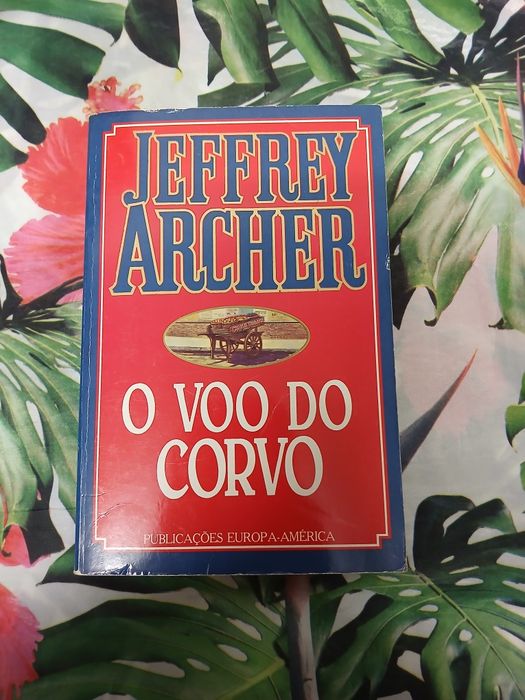 JEFFREY
ARCHER
O VOO DO
CORVO
PUBLICAÇÕES EUROPA-AMÉRICA